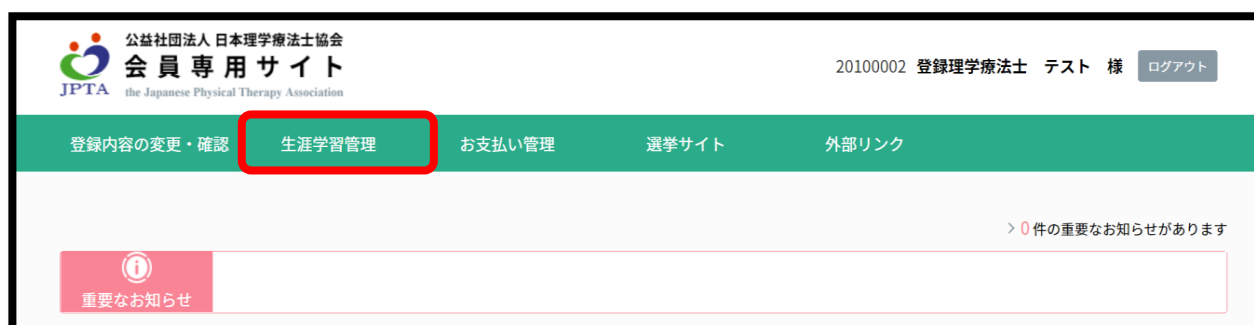 公益社団法人 日本理学療法士協会
会員専用サイト
JPTA the Japanese Physical Therapy Association
20100002 登録理学療法士 テスト 様 ログアウト
登録内容の変更・確認 生涯学習管理 お支払い管理 選挙サイト 外部リンク
> 0 件の重要なお知らせがあります
重要なお知らせ